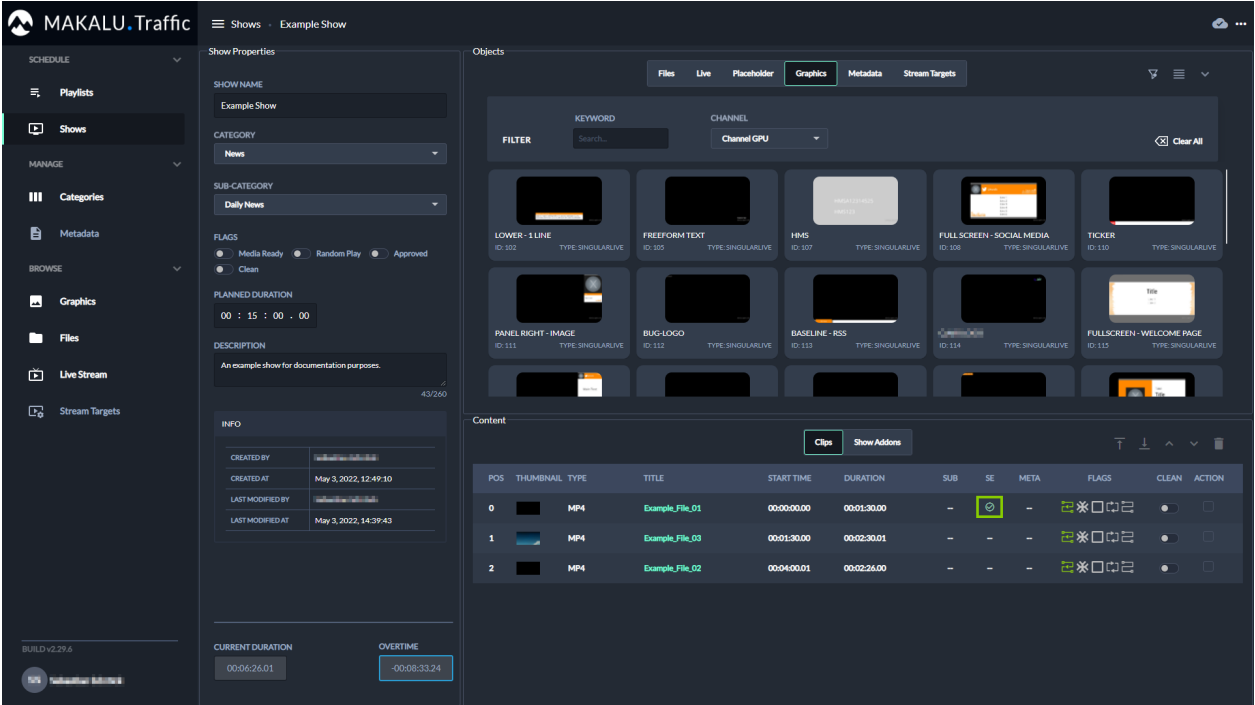 MAKALU.Traffic
Shows - Example Show
SCHEDULE
Playlists
Shows
MANAGE
Categories
Metadata
BROWSE
Graphics
Files
Live Stream
Stream Targets
BUILD v2.29.6
Show Properties
SHOW NAME
Example Show
CATEGORY
News
SUB-CATEGORY
Daily News
FLAGS
Media Ready Random Play Approved
Clean
PLANNED DURATION
00 : 15 : 00 . 00
DESCRIPTION
An example show for documentation purposes.
43/260
INFO
CREATED BY
CREATED AT May 3, 2022, 12:49:10
LAST MODIFIED BY
LAST MODIFIED AT May 3, 2022, 14:39:43
CURRENT DURATION OVERTIME
00:06:26.01 -00:08:33.24
Objects
Files Live Placeholder Graphics Metadata Stream Targets
KEYWORD CHANNEL
FILTER Search... Channel GPU Clear All
LOWER - 1 LINE FREEFORM TEXT HMS FULL SCREEN - SOCIAL MEDIA TICKER
ID: 102 TYPE: SINGULARLIVE ID: 105 TYPE: SINGULARLIVE ID: 107 TYPE: SINGULARLIVE ID: 108 TYPE: SINGULARLIVE ID: 110 TYPE: SINGULARLIVE
Title
PANEL RIGHT - IMAGE BUG-LOGO BASELINE - RSS FULLSCREEN - WELCOME PAGE
ID: 111 TYPE: SINGULARLIVE ID: 112 TYPE: SINGULARLIVE ID: 113 TYPE: SINGULARLIVE ID: 114 TYPE: SINGULARLIVE ID: 115 TYPE: SINGULARLIVE
Title
Content
Clips Show Addons
POS THUMBNAIL TYPE TITLE START TIME DURATION SUB SE META FLAGS CLEAN ACTION
0 MP4 Example_File_01 00:00:00.00 00:01:30.00 – –
1 MP4 Example_File_03 00:01:30.00 00:02:30.01 – – –
2 MP4 Example_File_02 00:04:00.01 00:02:26.00 – – –